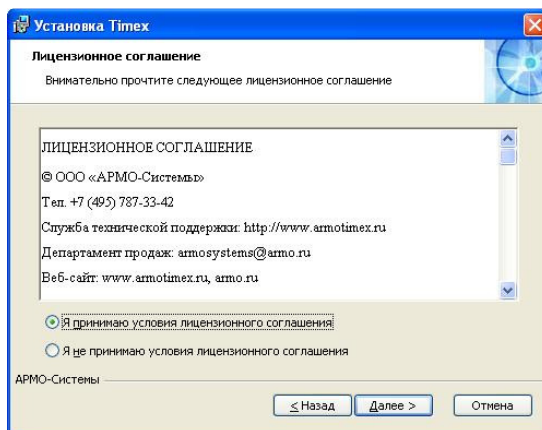 Установка Timex
Лицензионное соглашение
Внимательно прочтите следующее лицензионное соглашение
ЛИЦЕНЗИОННОЕ СОГЛАШЕНИЕ
© ООО «АРМО-Системы»
Тел. +7 (495) 787-33-42
Служба технической поддержки: http://www.armotimex.ru
Департамент продаж: armosystems@armo.ru
Веб-сайт: www.armotimex.ru, armo.ru
Я принимаю условия лицензионного соглашения
Я не принимаю условия лицензионного соглашения
АРМО-Системы
< Назад
Далее >
Отмена